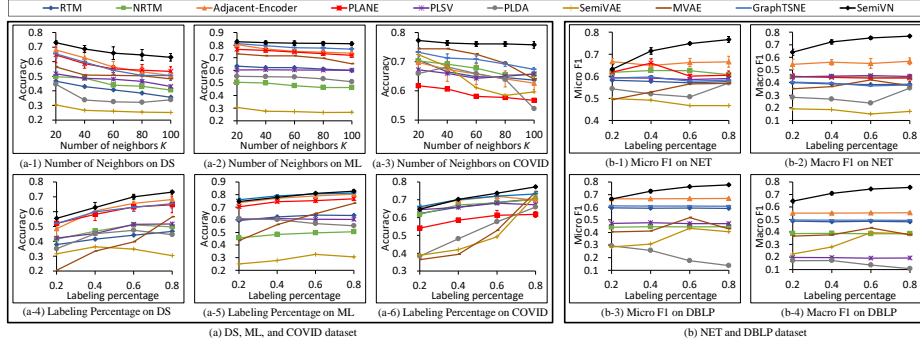 RTM NRTM Adjacent-Encoder PLANE PLSV PLDA SemiVAE MVAE GraphTSNE SemiVN
Accuracy
0.8
0.7
0.6
0.5
0.4
0.3
0.2
20 40 60 80 100
Number of neighbors K
(a-1) Number of Neighbors on DS
Accuracy
0.9
0.8
0.7
0.6
0.5
0.4
0.3
0.2
20 40 60 80 100
Number of neighbors K
(a-2) Number of Neighbors on ML
Accuracy
0.8
0.7
0.6
0.5
20 40 60 80 100
Number of neighbors K
(a-3) Number of Neighbors on COVID
Micro F1
0.8
0.7
0.6
0.5
0.4
0.2 0.4 0.6 0.8
Labeling percentage
(b-1) Micro F1 on NET
Macro F1
0.8
0.7
0.6
0.5
0.4
0.3
0.2
0.1
0.2 0.4 0.6 0.8
Labeling percentage
(b-2) Macro F1 on NET
Accuray
0.8
0.7
0.6
0.5
0.4
0.3
0.2
0.2 0.4 0.6 0.8
Labeling percentage
(a-4) Labeling Percentage on DS
Accuray
0.9
0.8
0.7
0.6
0.5
0.4
0.3
0.2
0.2 0.4 0.6 0.8
Labeling percentage
(a-5) Labeling Percentage on ML
Accuray
0.8
0.7
0.6
0.5
0.4
0.3
0.2 0.4 0.6 0.8
Labeling percentage
(a-6) Labeling Percentage on COVID
Micro F1
0.8
0.7
0.6
0.5
0.4
0.3
0.2
0.1
0.2 0.4 0.6 0.8
Labeling percentage
(b-3) Micro F1 on DBLP
Macro F1
0.8
0.7
0.6
0.5
0.4
0.3
0.2
0.1
0.2 0.4 0.6 0.8
Labeling percentage
(b-4) Macro F1 on DBLP
(a) DS, ML, and COVID dataset
(b) NET and DBLP dataset